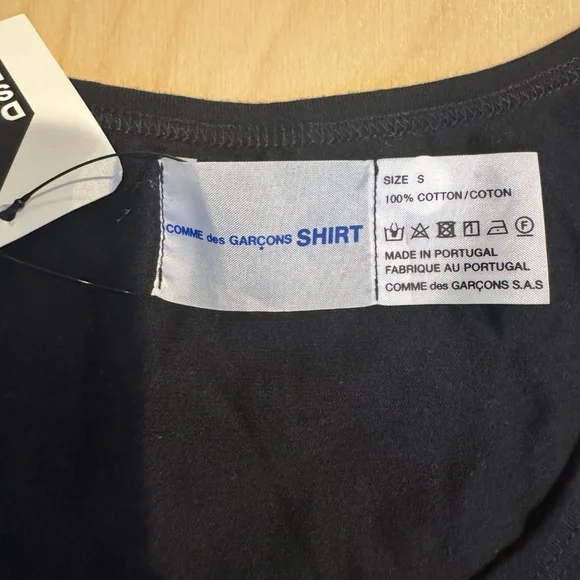 COMME des GARÇONS SHIRT
SIZE S
100% COTTON/COTON
MADE IN PORTUGAL
FABRIQUE AU PORTUGAL
COMME des GARÇONS S.A.S